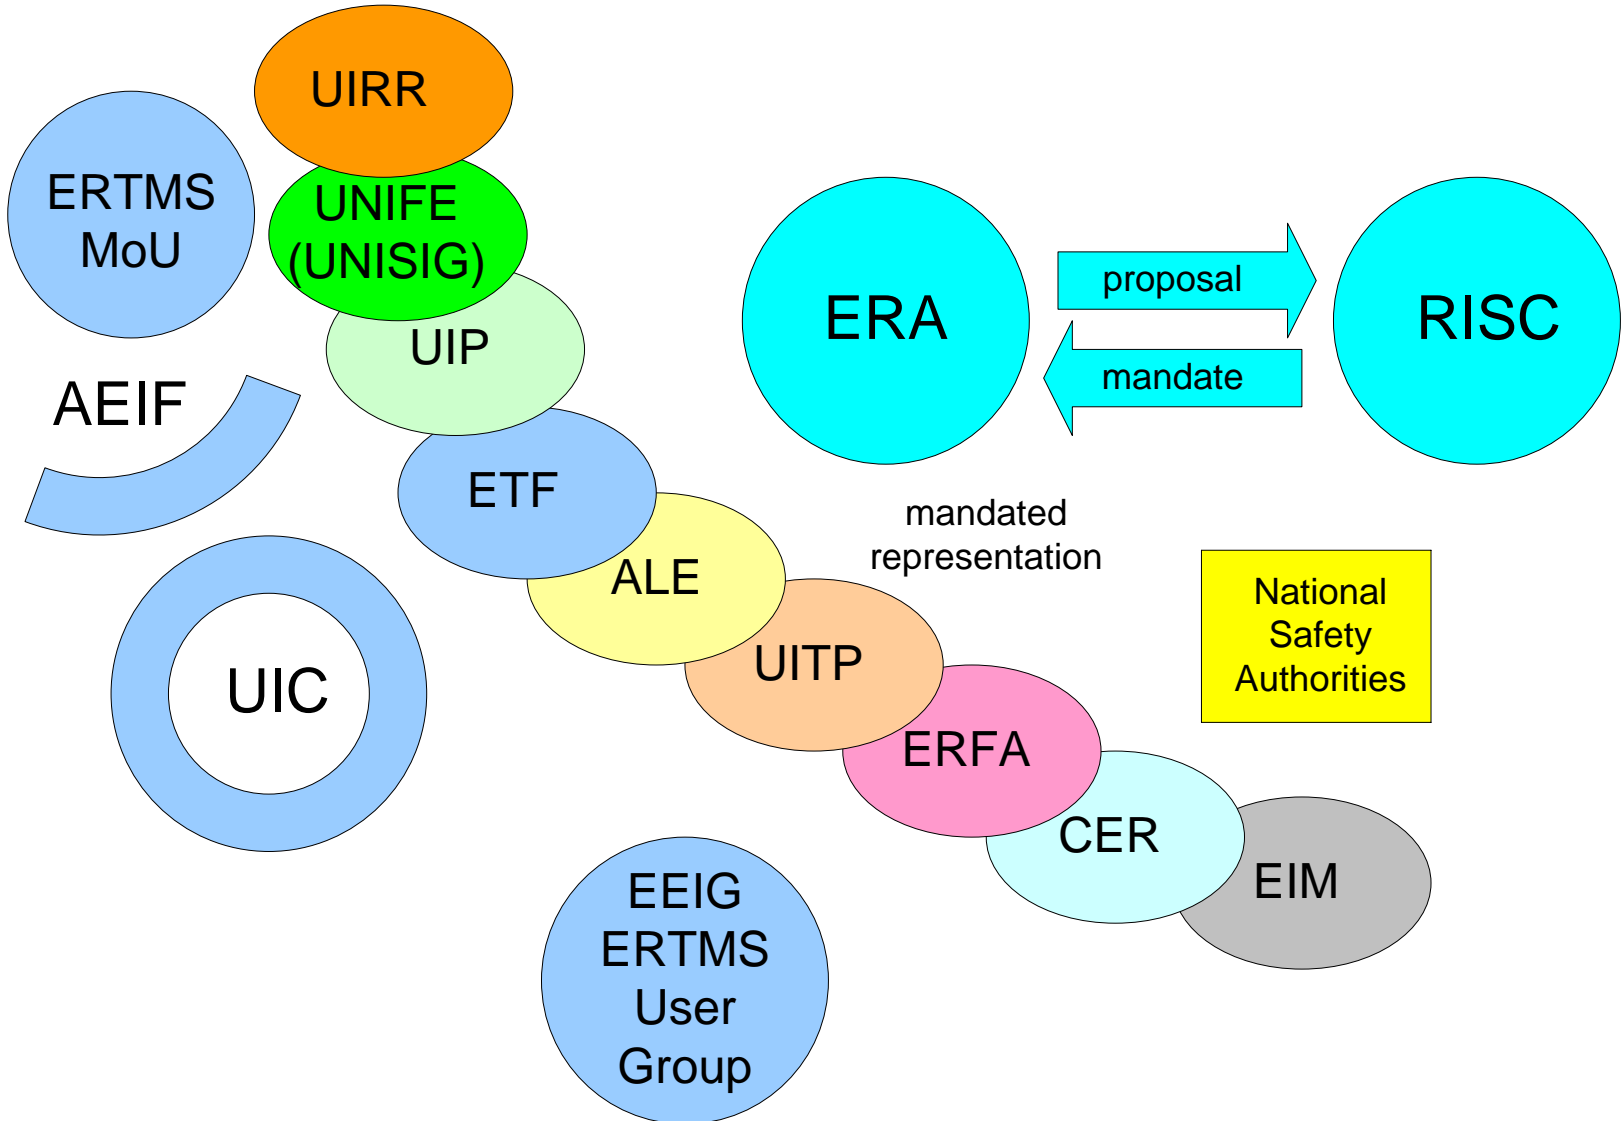 UIRR
ERTMS
MoU
UNIFE
(UNISIG)
UIP
AEIF
ETF
ALE
UITP
ERFA
CER
EIM
UIC
EEIG
ERTMS
User
Group
ERA
proposal
mandate
RISC
mandated
representation
National
Safety
Authorities